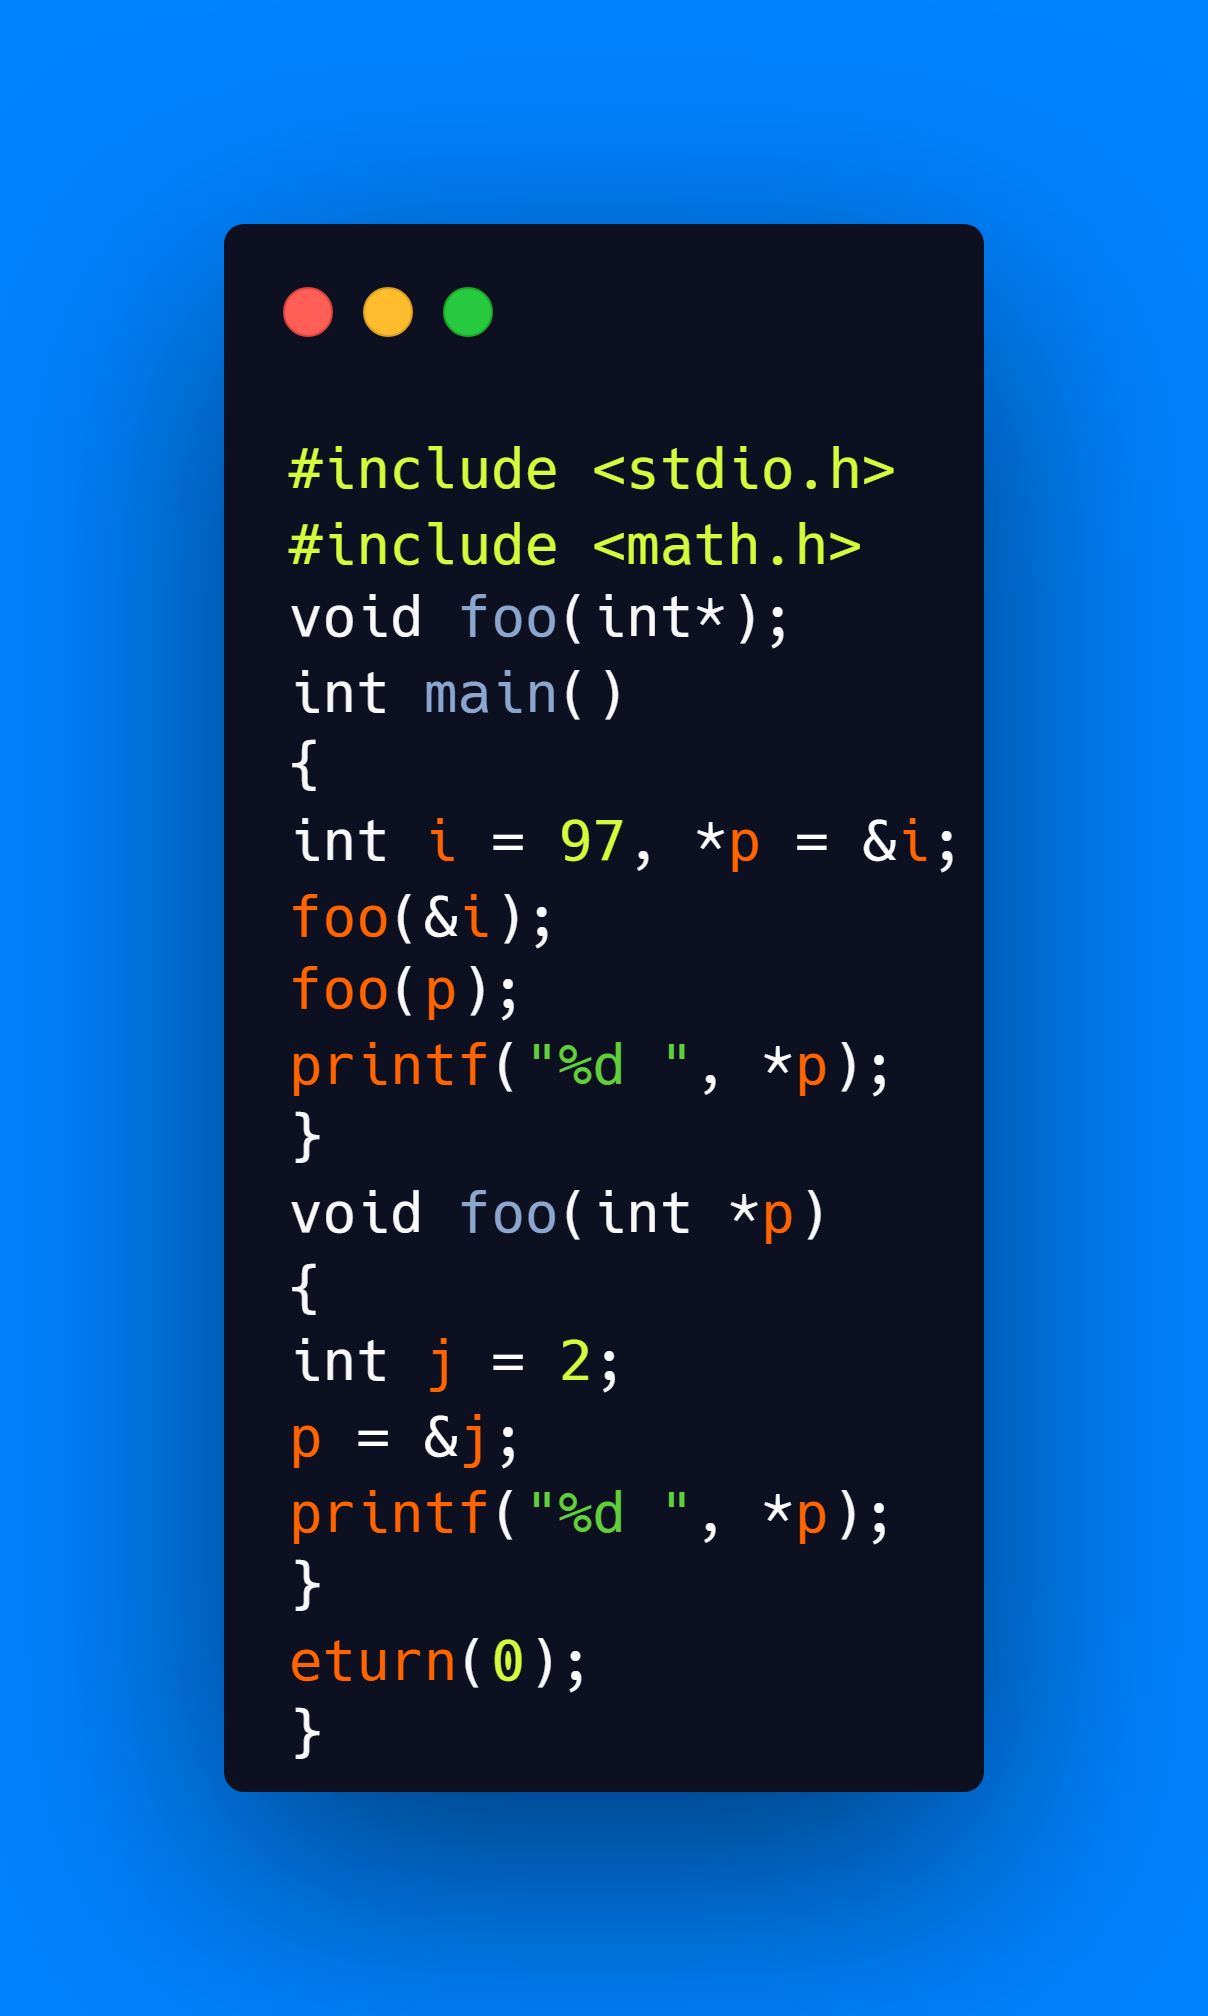 #include <stdio.h>
#include <math.h>
void foo(int*);
int main()
{
int i = 97, *p = &i;
foo(&i);
foo(p);
printf("%d ", *p);
}
void foo(int *p)
{
int j = 2;
p = &j;
printf("%d ", *p);
}
eturn(0);
}